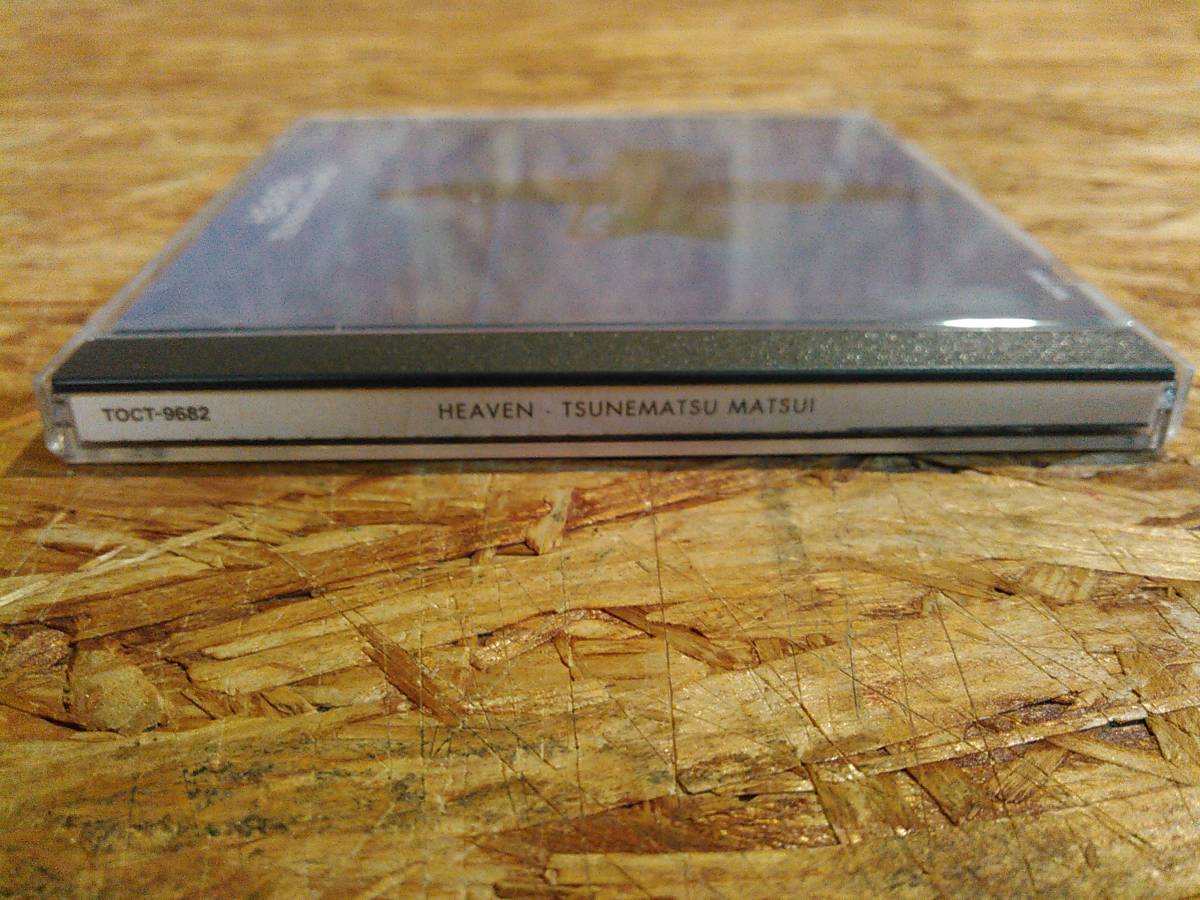 TOCT-9682
HEAVEN · TSUNEMATSU MATSUI